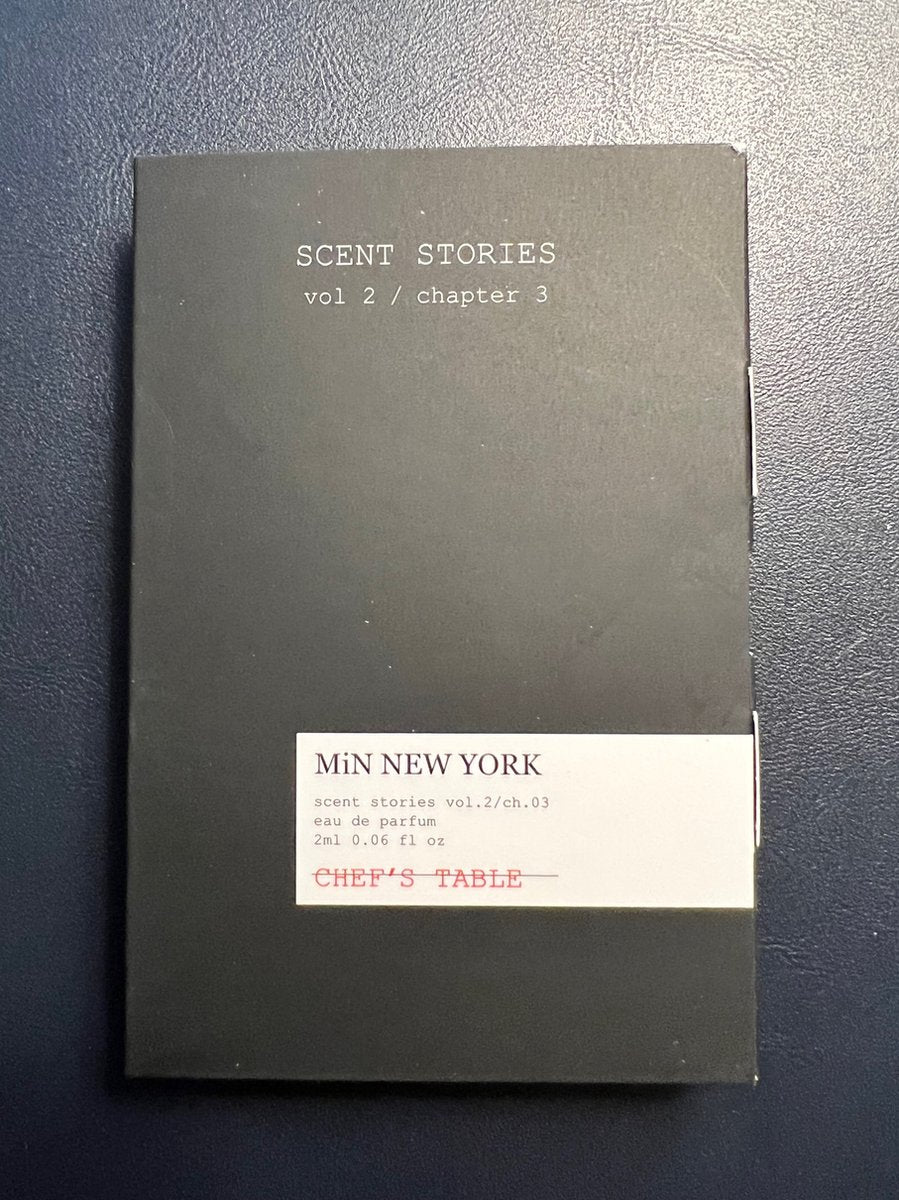 SCENT STORIES
vol 2 / chapter 3
MiN NEW YORK
scent stories vol.2/ch.03
eau de parfum
2ml 0.06 fl oz
CHEF'S TABLE